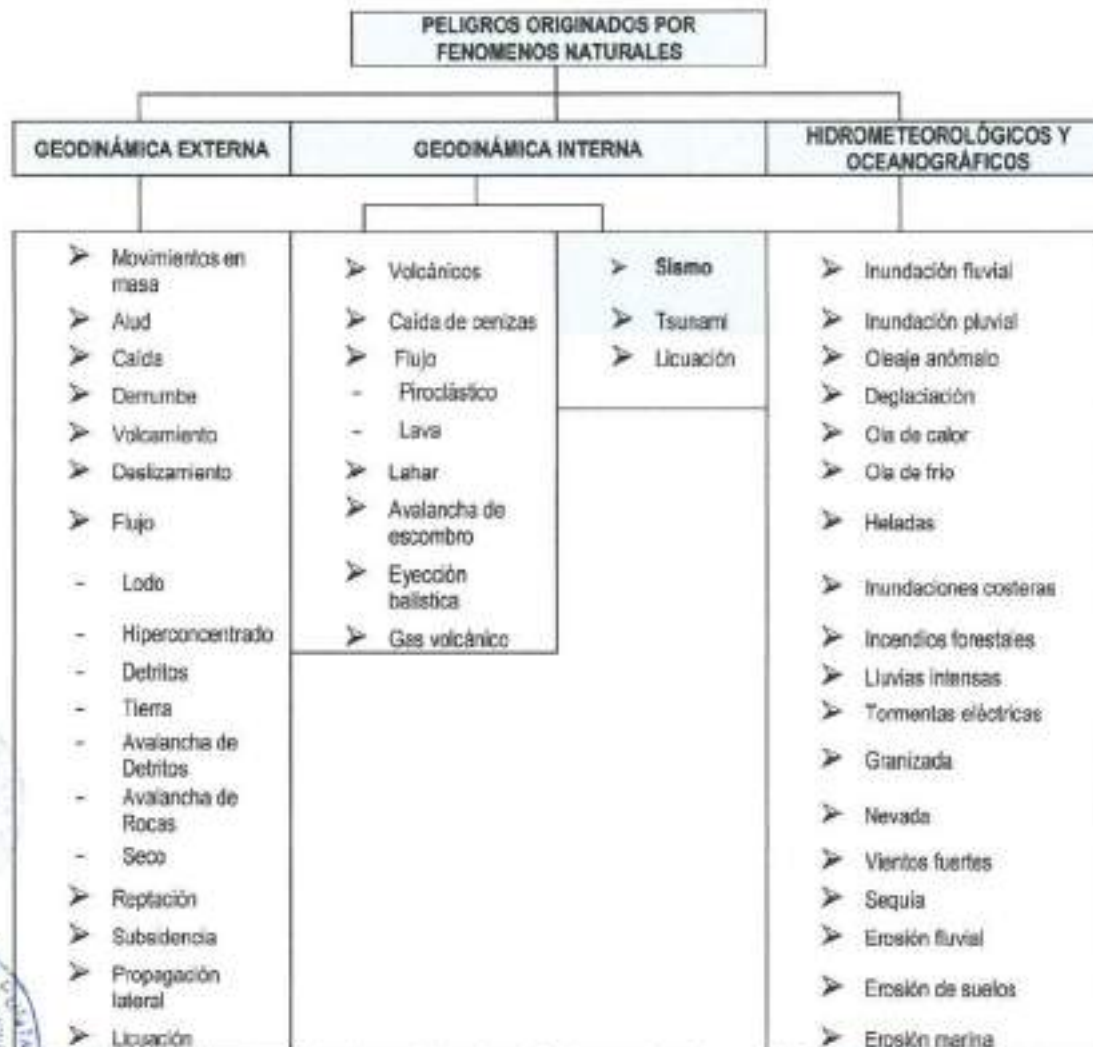 PELIGROS ORIGINADOS POR
FENOMENOS NATURALES
GEODINÁMICA EXTERNA
GEODINÁMICA INTERNA
HIDROMETEOROLÓGICOS Y
OCEANOGRÁFICOS
➢ Movimientos en
masa
➢ Alud
➢ Caída
➢ Derrumbe
➢ Volcamiento
➢ Deslizamiento
➢ Flujo
- Lodo
- Hiperconcentrado
- Detritos
- Tierra
- Avalancha de
Detritos
- Avalancha de
Rocas
- Seco
➢ Reptación
➢ Subsidencia
➢ Propagación
lateral
➢ Licuación
➢ Volcánicos
➢ Caída de cenizas
➢ Flujo
- Piroclástico
- Lava
➢ Lahar
➢ Avalancha de
escombro
➢ Eyección
balística
➢ Gas volcánico
➢ Sismo
➢ Tsunami
➢ Licuación
➢ Inundación fluvial
➢ Inundación pluvial
➢ Oleaje anómalo
➢ Deglaciación
➢ Ola de calor
➢ Ola de frio
➢ Heladas
➢ Inundaciones costeras
➢ Incendios forestales
➢ Lluvias intensas
➢ Tormentas eléctricas
➢ Granizada
➢ Nevada
➢ Vientos fuertes
➢ Sequía
➢ Erosión fluvial
➢ Erosión de suelos
➢ Erosión marina